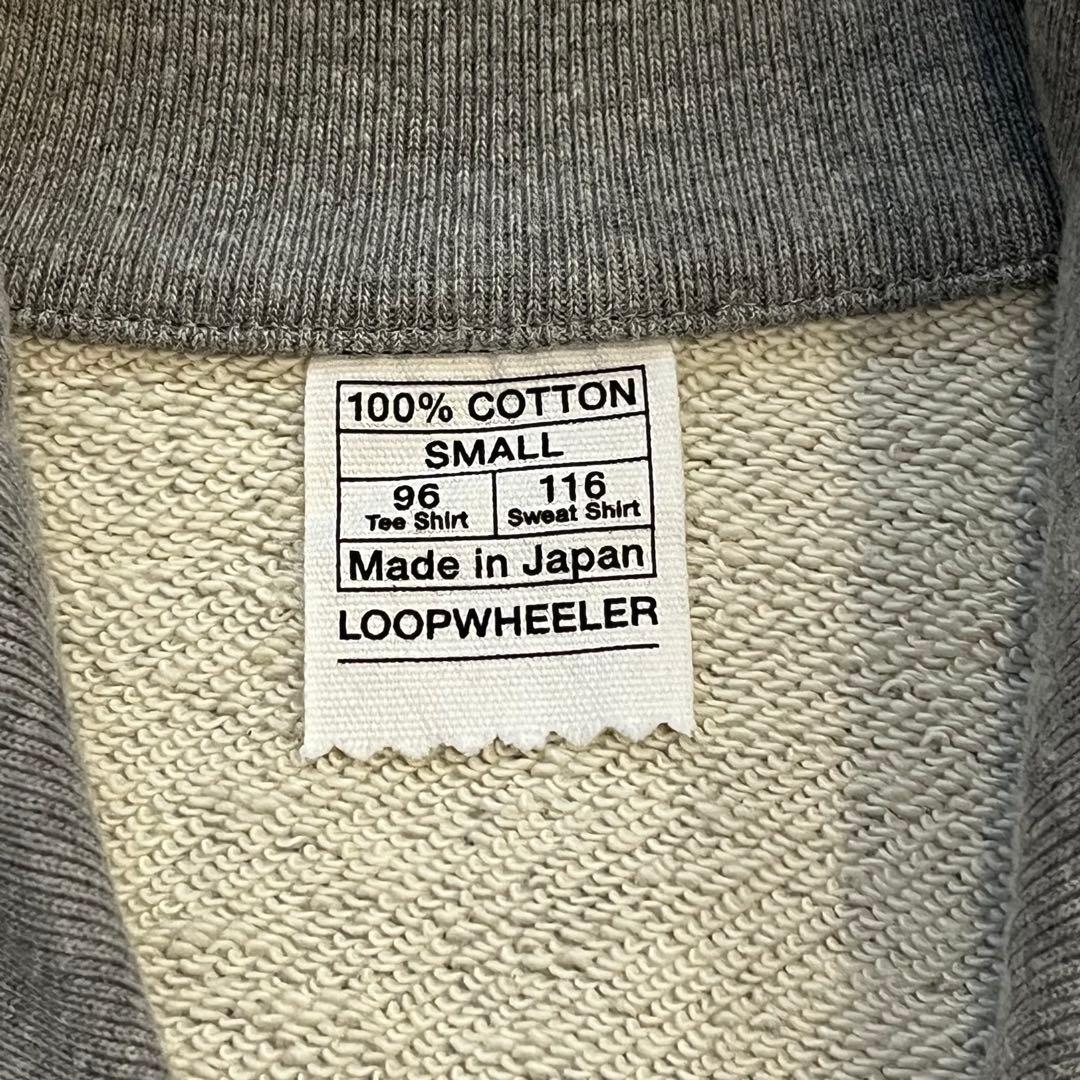 100% COTTON
SMALL
96 116
Tee Shirt Sweat Shirt
Made in Japan
LOOPWHEELER